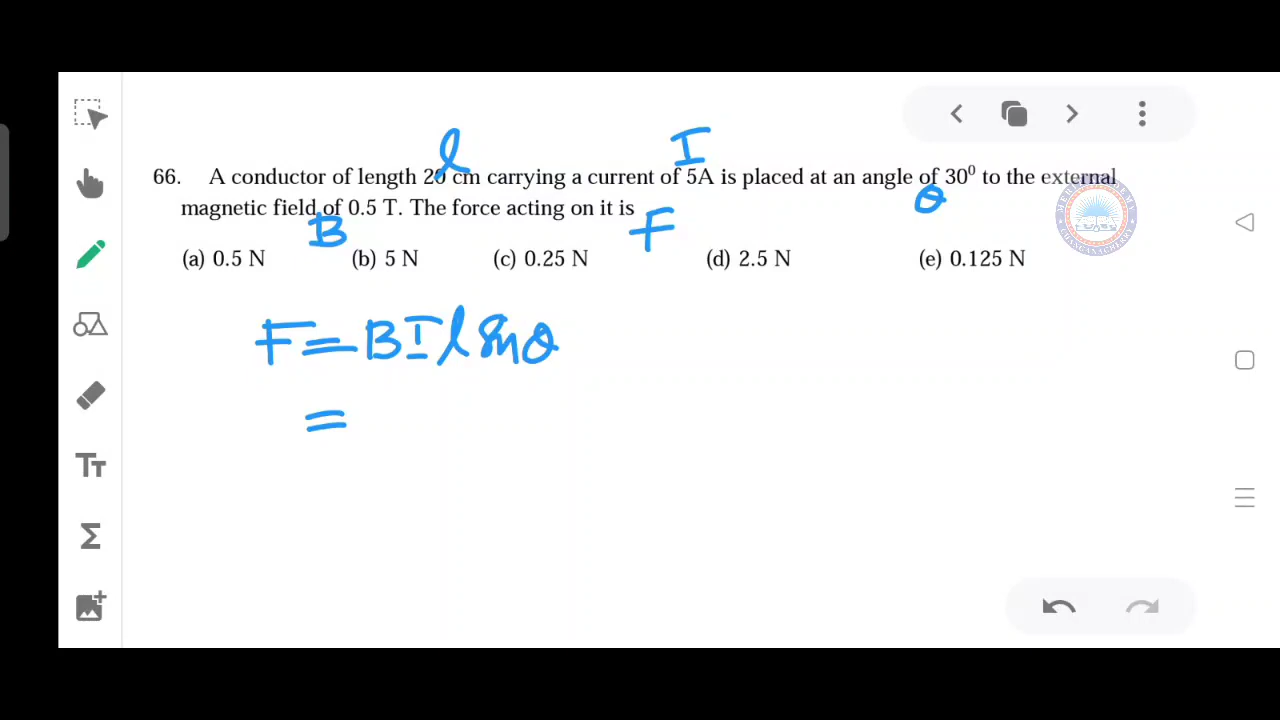 l I
66. A conductor of length 20 cm carrying a current of 5A is placed at an angle of 30⁰ to the external
θ
magnetic field of 0.5 T. The force acting on it is
B F
(a) 0.5 N (b) 5 N (c) 0.25 N (d) 2.5 N (e) 0.125 N
F = BIl sinθ
=
Tт
Σ